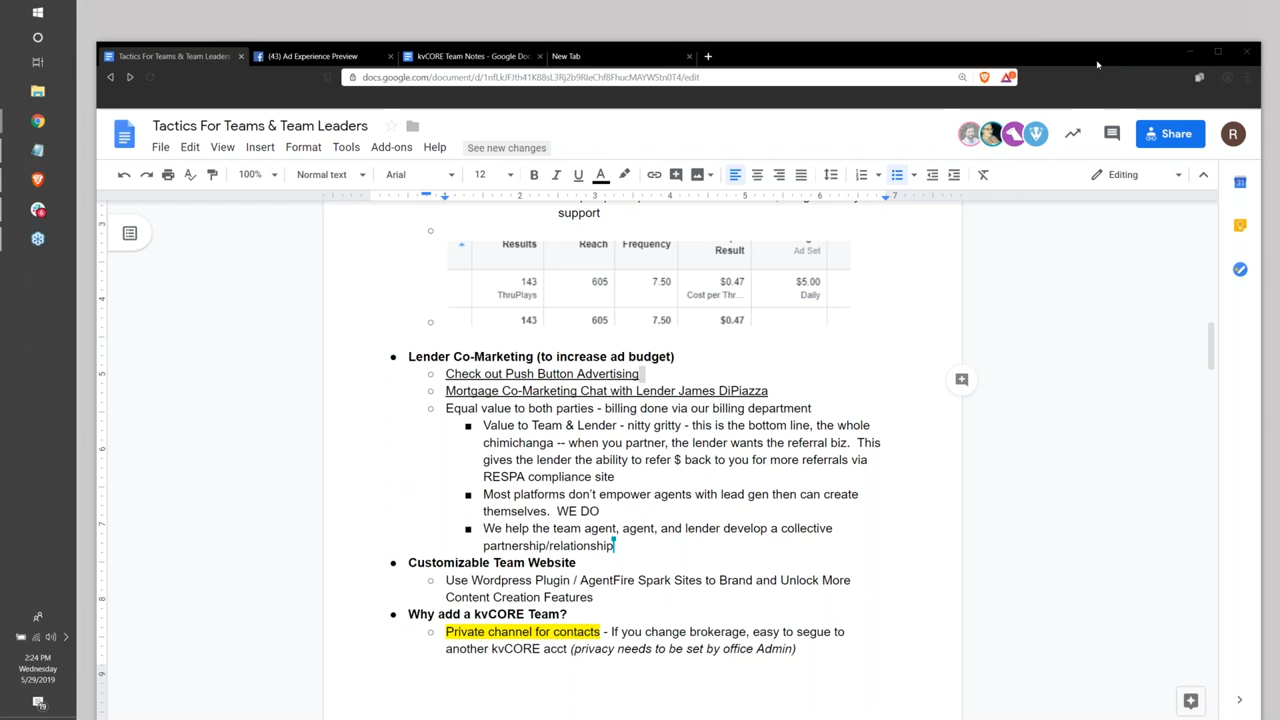 Tactics For Teams & Team Leaders
(43) Ad Experience Preview
kvCORE Team Notes - Google Doc
New Tab
docs.google.com/document/d/1nfLkJFJth41K88sL3Rj2b9RleChf8FhucMAYWStn0T4/edit
Tactics For Teams & Team Leaders
File Edit View Insert Format Tools Add-ons Help See new changes
Share
R
100% Normal text Arial 12 Editing
1 2 3 4 5 6 7
support
Results Reach Frequency Result Ad Set
143 605 7.50 $0.47 $5.00
ThruPlays Cost per Thr... Daily
143 605 7.50 $0.47
Lender Co-Marketing (to increase ad budget)
Check out Push Button Advertising
Mortgage Co-Marketing Chat with Lender James DiPiazza
Equal value to both parties - billing done via our billing department
Value to Team & Lender - nitty gritty - this is the bottom line, the whole
chimichanga -- when you partner, the lender wants the referral biz. This
gives the lender the ability to refer $ back to you for more referrals via
RESPA compliance site
Most platforms don't empower agents with lead gen then can create
themselves. WE DO
We help the team agent, agent, and lender develop a collective
partnership/relationship
Customizable Team Website
Use Wordpress Plugin / AgentFire Spark Sites to Brand and Unlock More
Content Creation Features
Why add a kvCORE Team?
Private channel for contacts - If you change brokerage, easy to segue to
another kvCORE acct (privacy needs to be set by office Admin)
2:24 PM
Wednesday
5/29/2019
19